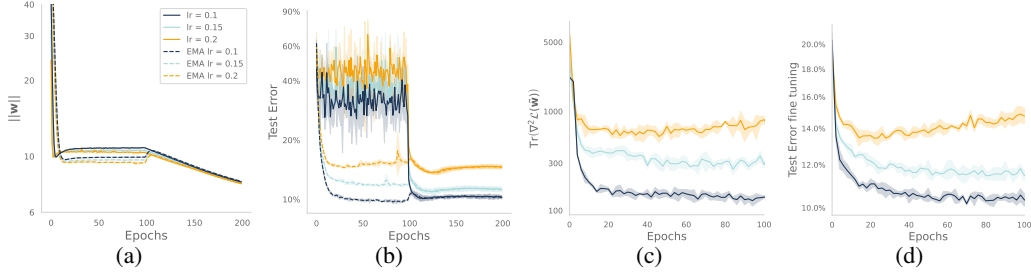 40
30
20
10
6
||w||
0
50
100
150
200
Epochs
lr = 0.1
lr = 0.15
lr = 0.2
EMA lr = 0.1
EMA lr = 0.15
EMA lr = 0.2
(a)
90%
60%
40%
20%
10%
Test Error
0
50
100
150
200
Epochs
(b)
5000
1000
300
100
Tr(∇²ℒ(w̄))
0
20
40
60
80
100
Epochs
(c)
20.0%
16.0%
14.0%
12.0%
10.0%
Test Error fine tuning
0
20
40
60
80
100
Epochs
(d)